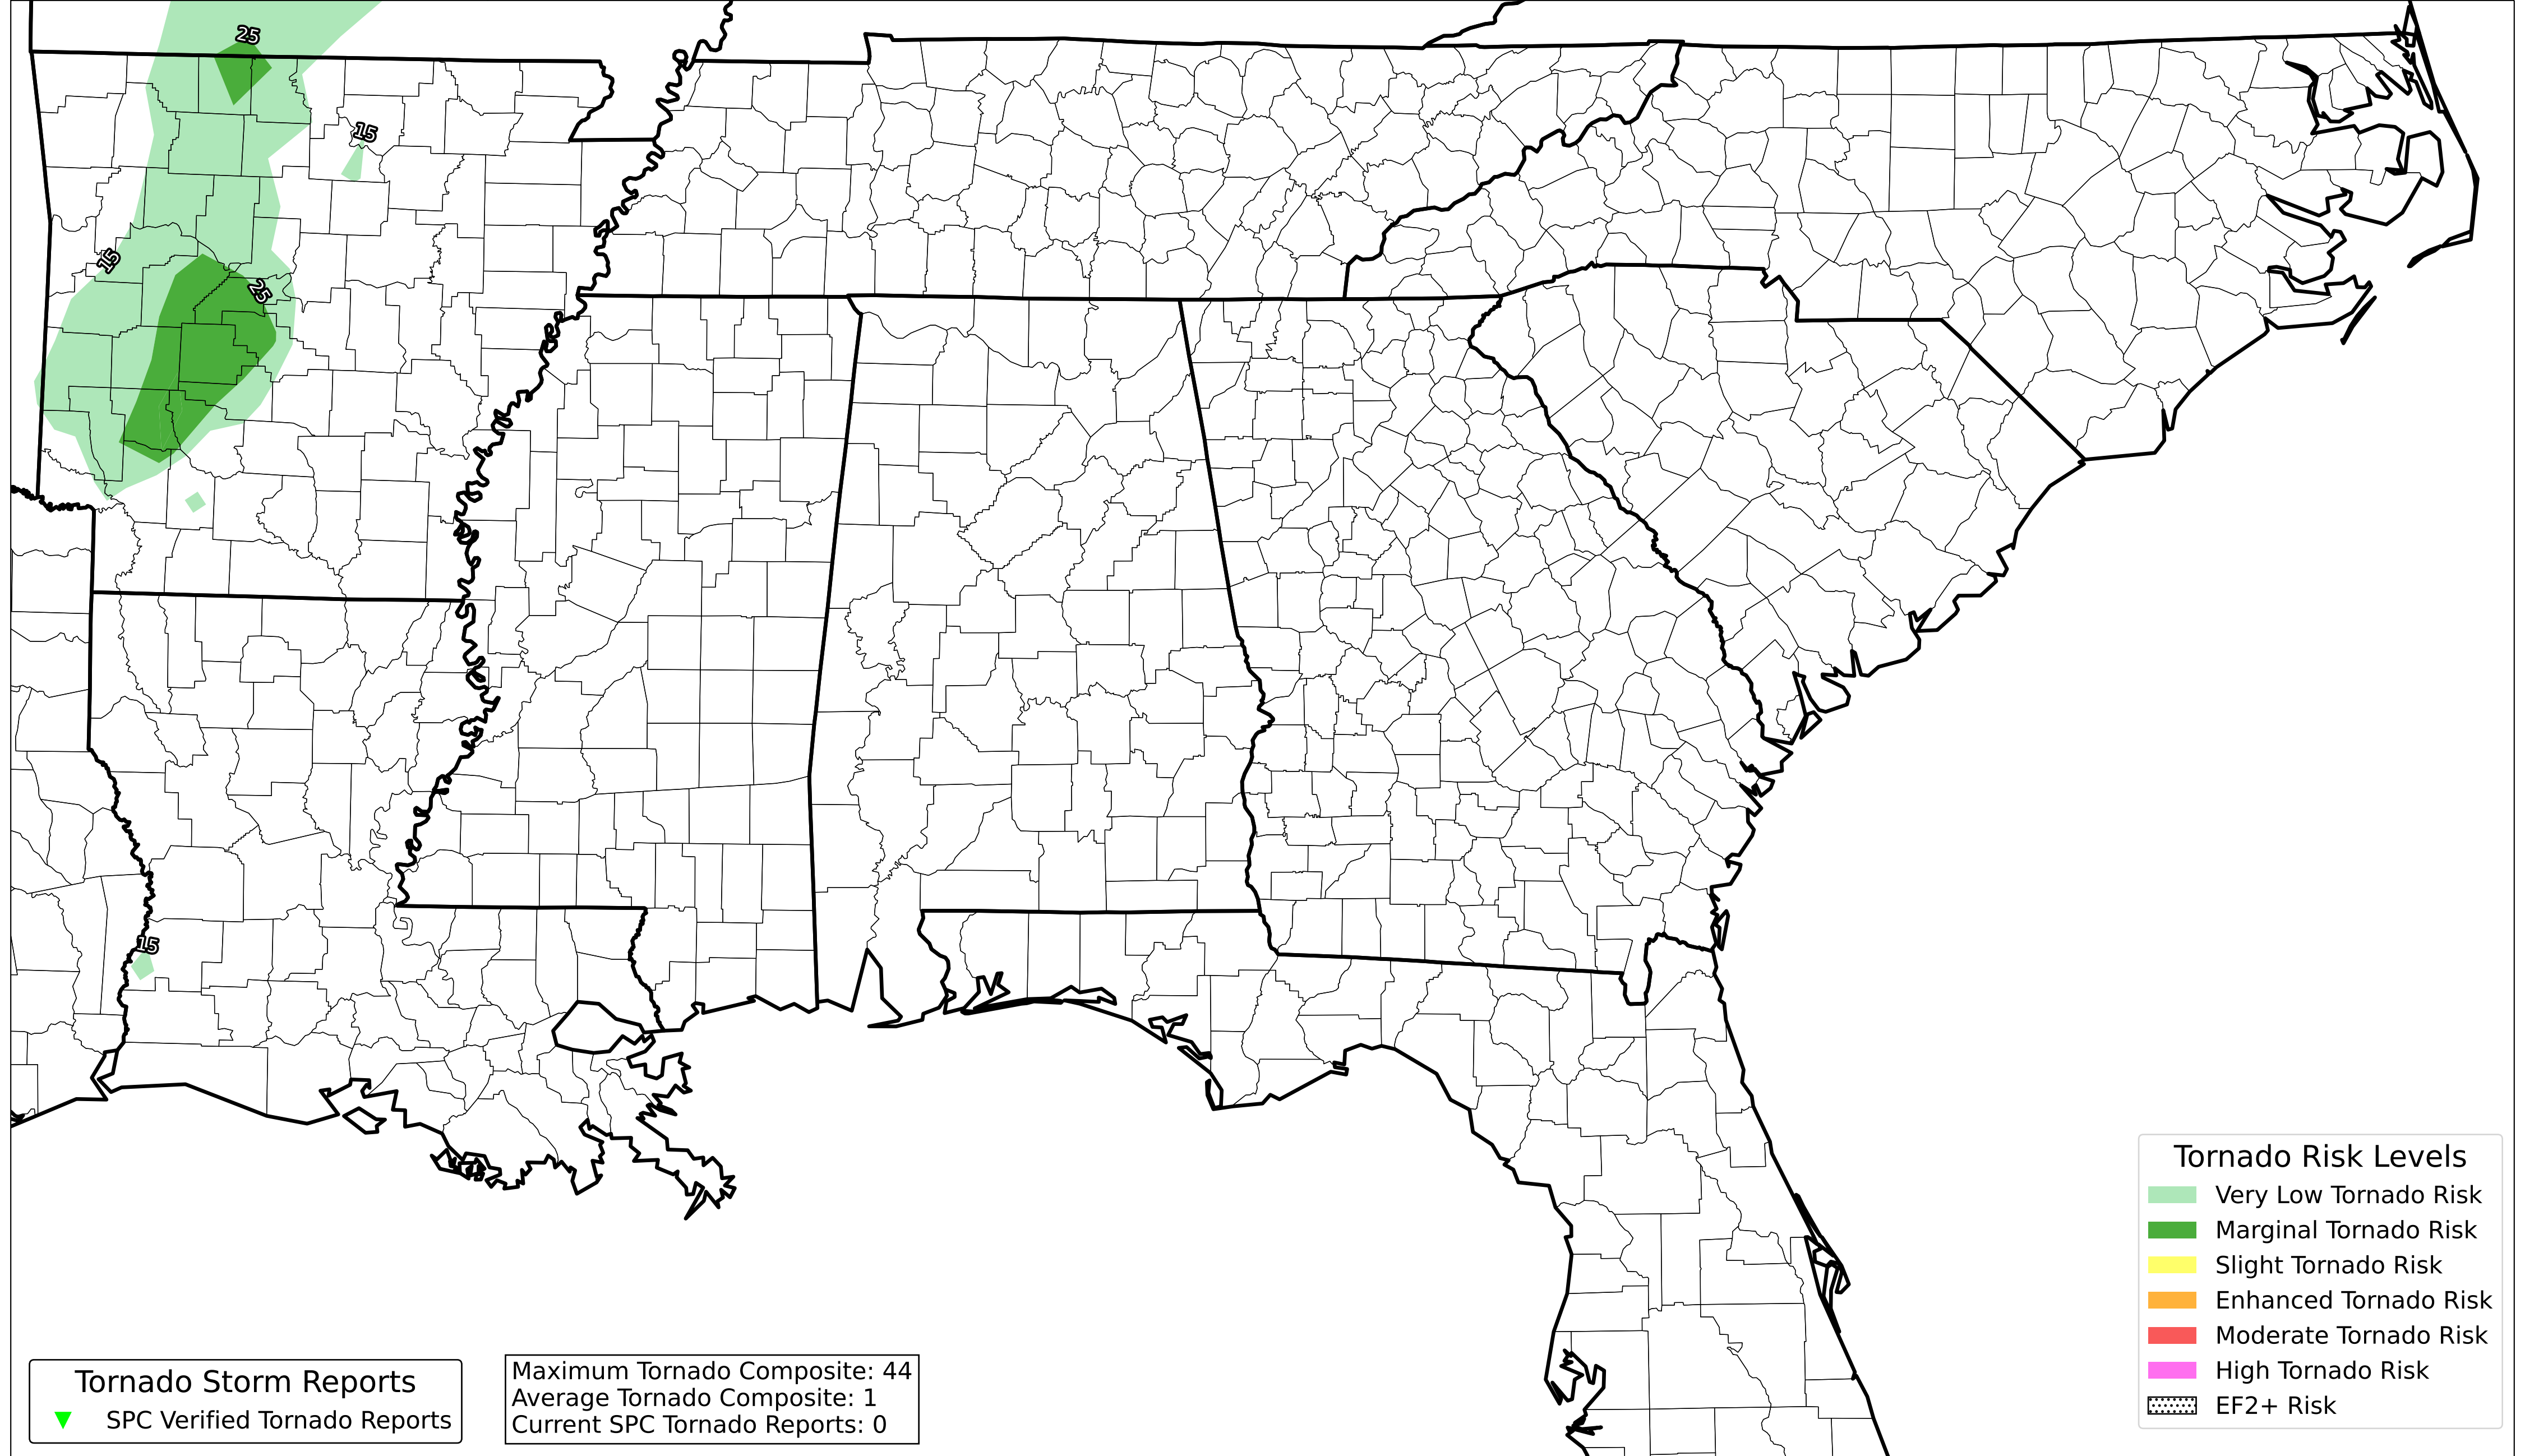 25
15
15
25
15
Tornado Risk Levels
Very Low Tornado Risk
Marginal Tornado Risk
Slight Tornado Risk
Enhanced Tornado Risk
Moderate Tornado Risk
High Tornado Risk
EF2+ Risk
Tornado Storm Reports
SPC Verified Tornado Reports
Maximum Tornado Composite: 44
Average Tornado Composite: 1
Current SPC Tornado Reports: 0